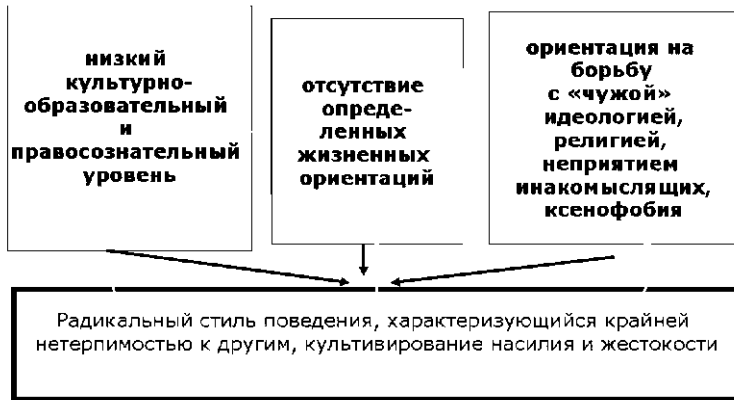 низкий
культурно-
образовательный
и
правосознательный
уровень
отсутствие
опреде-
ленных
жизненных
ориентаций
ориентация на
борьбу
с «чужой»
идеологией,
религией,
неприятием
инакомыслящих,
ксенофобия
Радикальный стиль поведения, характеризующийся крайней
нетерпимостью к другим, культивирование насилия и жестокости